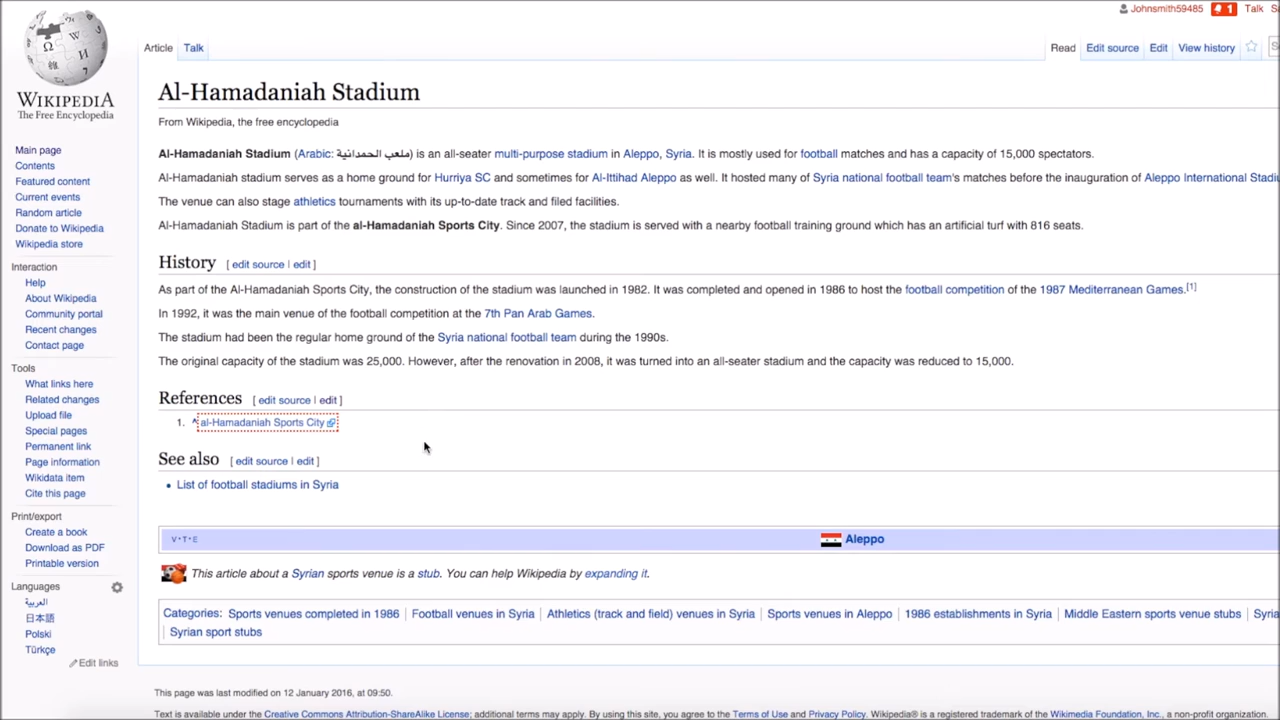 Johnsmith59485 1 Talk
Article Talk Read Edit source Edit View history
WIKIPEDIA
The Free Encyclopedia
Main page
Contents
Featured content
Current events
Random article
Donate to Wikipedia
Wikipedia store
Interaction
Help
About Wikipedia
Community portal
Recent changes
Contact page
Tools
What links here
Related changes
Upload file
Special pages
Permanent link
Page information
Wikidata item
Cite this page
Print/export
Create a book
Download as PDF
Printable version
Languages
العربية
日本語
Polski
Türkçe
Edit links
Al-Hamadaniah Stadium
From Wikipedia, the free encyclopedia
Al-Hamadaniah Stadium (Arabic: ملعب الحمدانية) is an all-seater multi-purpose stadium in Aleppo, Syria. It is mostly used for football matches and has a capacity of 15,000 spectators.
Al-Hamadaniah stadium serves as a home ground for Hurriya SC and sometimes for Al-Ittihad Aleppo as well. It hosted many of Syria national football team's matches before the inauguration of Aleppo International Stadiu
The venue can also stage athletics tournaments with its up-to-date track and filed facilities.
Al-Hamadaniah Stadium is part of the al-Hamadaniah Sports City. Since 2007, the stadium is served with a nearby football training ground which has an artificial turf with 816 seats.
History [ edit source | edit ]
As part of the Al-Hamadaniah Sports City, the construction of the stadium was launched in 1982. It was completed and opened in 1986 to host the football competition of the 1987 Mediterranean Games.[1]
In 1992, it was the main venue of the football competition at the 7th Pan Arab Games.
The stadium had been the regular home ground of the Syria national football team during the 1990s.
The original capacity of the stadium was 25,000. However, after the renovation in 2008, it was turned into an all-seater stadium and the capacity was reduced to 15,000.
References [ edit source | edit ]
1. ^ al-Hamadaniah Sports City
See also [ edit source | edit ]
• List of football stadiums in Syria
V·T·E Aleppo
This article about a Syrian sports venue is a stub. You can help Wikipedia by expanding it.
Categories: Sports venues completed in 1986 | Football venues in Syria | Athletics (track and field) venues in Syria | Sports venues in Aleppo | 1986 establishments in Syria | Middle Eastern sports venue stubs | Syria
| Syrian sport stubs
This page was last modified on 12 January 2016, at 09:50.
Text is available under the Creative Commons Attribution-ShareAlike License; additional terms may apply. By using this site, you agree to the Terms of Use and Privacy Policy. Wikipedia® is a registered trademark of the Wikimedia Foundation, Inc., a non-profit organization.